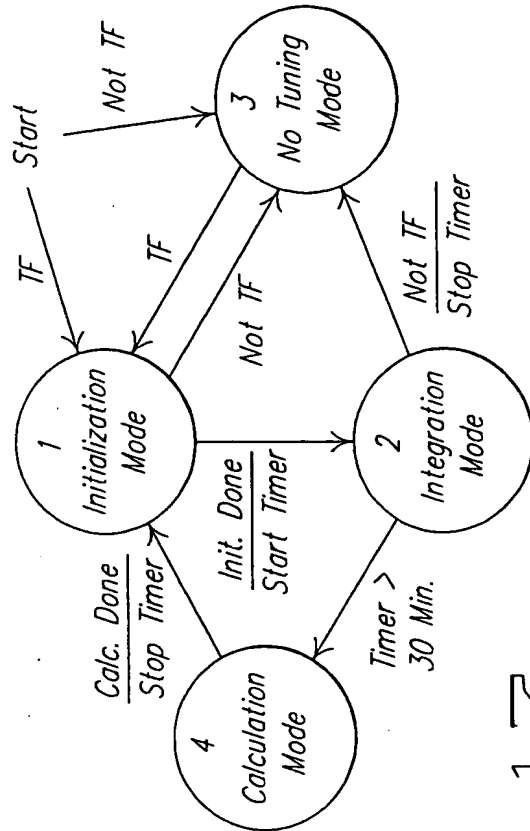 Start
TF
Not TF
1
Initialization
Mode
TF
Not TF
3
No Tuning
Mode
Calc. Done
Stop Timer
Init. Done
Start Timer
Not TF
Stop Timer
4
Calculation
Mode
Timer >
30 Min.
2
Integration
Mode